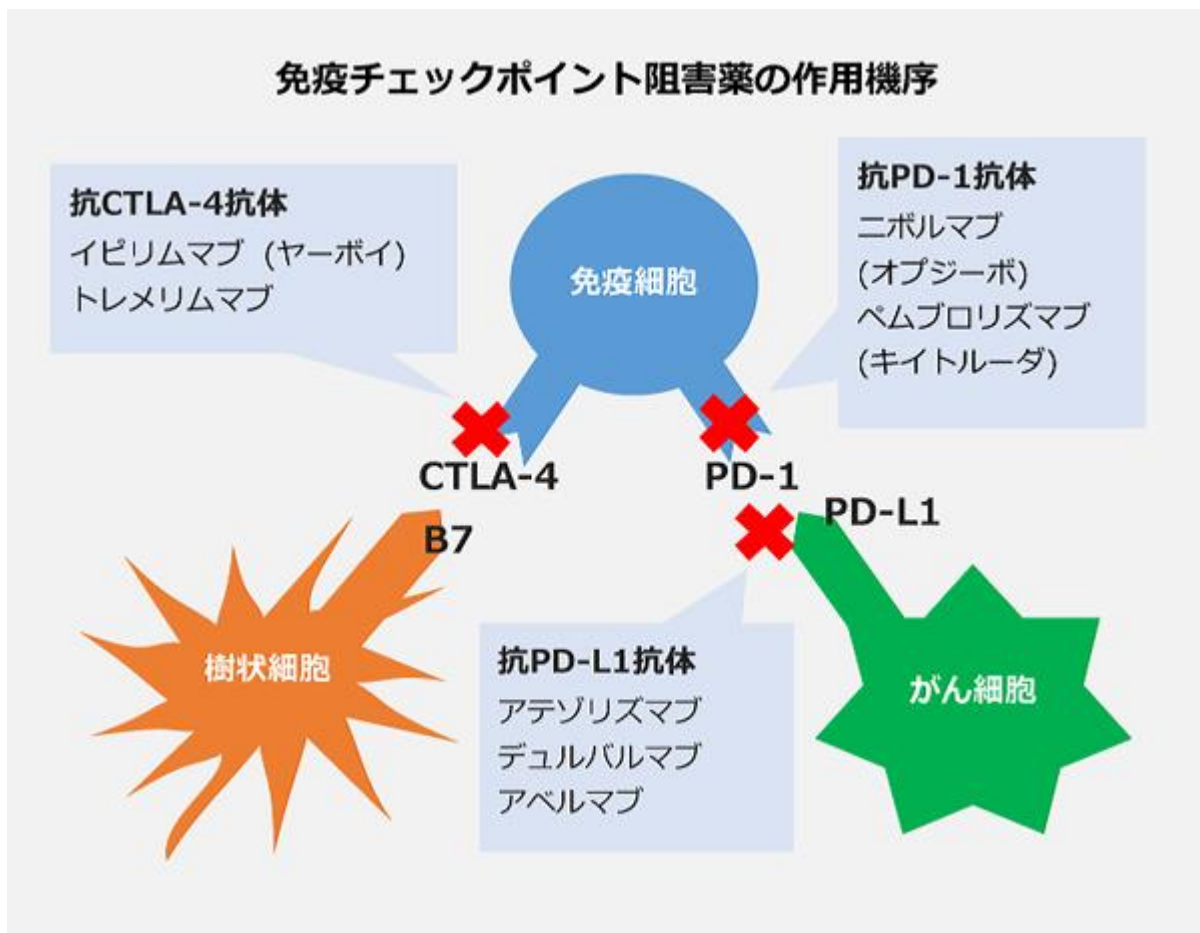 免疫チェックポイント阻害薬の作用機序
抗CTLA-4抗体
イピリムマブ (ヤーボイ)
トレメリムマブ
抗PD-1抗体
ニボルマブ
(オプジーボ)
ペムブロリズマブ
(キイトルーダ)
免疫細胞
CTLA-4
PD-1
B7
PD-L1
樹状細胞
抗PD-L1抗体
アテゾリズマブ
デュルバルマブ
アベルマブ
がん細胞